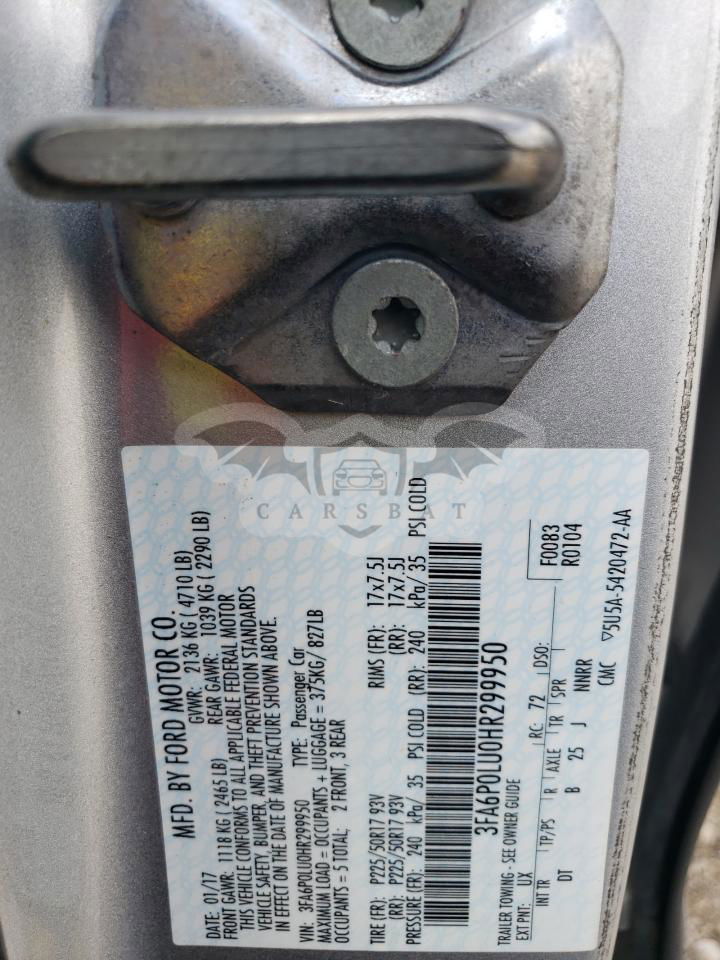 CARSBAT
MFD. BY FORD MOTOR CO.
DATE: 01/17 GVWR: 2136 KG ( 4710 LB)
FRONT GAWR: 1118 KG ( 2465 LB) REAR GAWR: 1039 KG ( 2290 LB)
THIS VEHICLE CONFORMS TO ALL APPLICABLE FEDERAL MOTOR
VEHICLE SAFETY, BUMPER, AND THEFT PREVENTION STANDARDS
IN EFFECT ON THE DATE OF MANUFACTURE SHOWN ABOVE.
VIN: 3FA6P0LU0HR299950 TYPE: Passenger Car
MAXIMUM LOAD = OCCUPANTS + LUGGAGE = 375KG/ 827LB
OCCUPANTS = 5 TOTAL; 2 FRONT, 3 REAR
TIRE (FR): P225/50R17 93V RIMS (FR): 17x7.5J
(RR): P225/50R17 93V (RR): 17x7.5J
PRESSURE (FR): 240 kPa/ 35 PSI COLD (RR): 240 kPa/ 35 PSI COLD
3FA6P0LU0HR299950
TRAILER TOWING - SEE OWNER GUIDE
EXT PNT: UX RC: 72 DSO: F0083
R0104
INT TR TP/PS R AXLE TR SPR
DT B 25 J NNRR
CMC ▽5U5A-5420472-AA